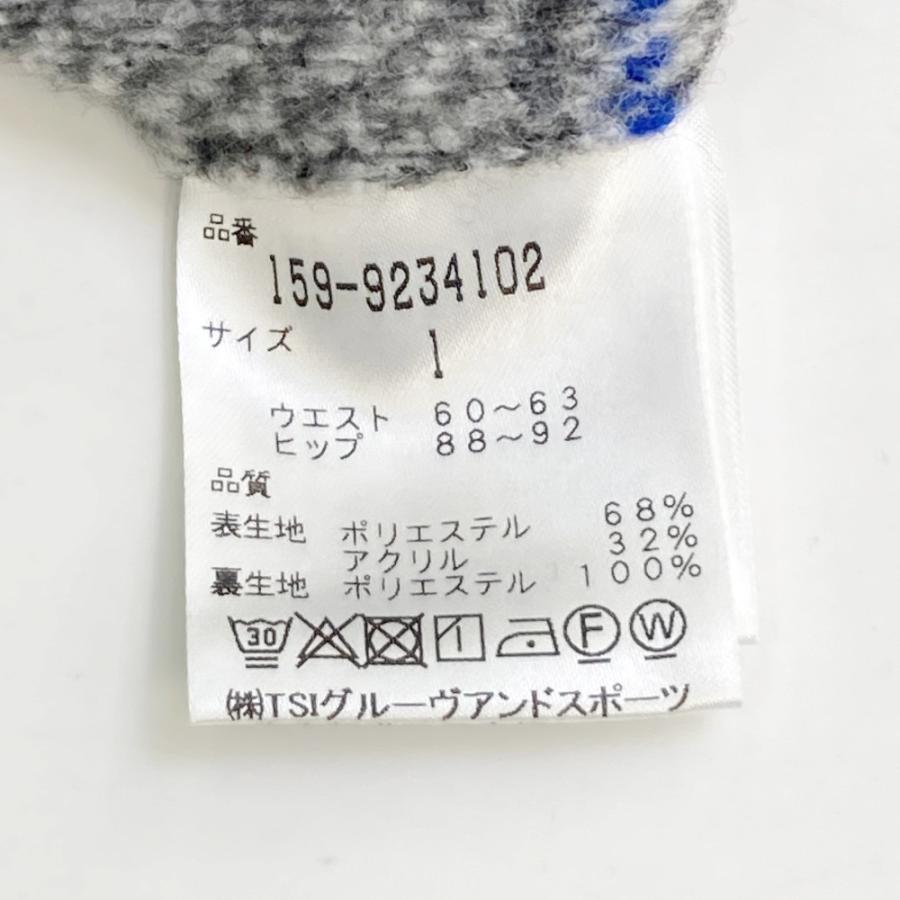 品番
159-9234102
サイズ 1
ウエスト 60〜63
ヒップ 88〜92
品質
表生地 ポリエステル 68%
アクリル 32%
裏生地 ポリエステル 100%
30 F W
㈱TSIグルーヴアンドスポーツ